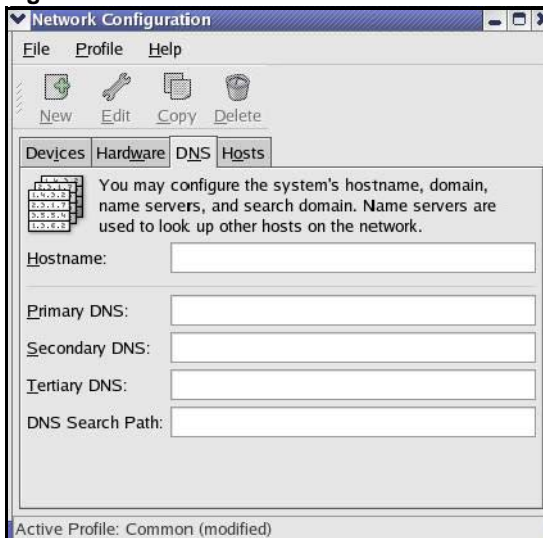 Network Configuration
File Profile Help
New Edit Copy Delete
Devices Hardware DNS Hosts
You may configure the system's hostname, domain,
name servers, and search domain. Name servers are
used to look up other hosts on the network.
Hostname:
Primary DNS:
Secondary DNS:
Tertiary DNS:
DNS Search Path:
Active Profile: Common (modified)